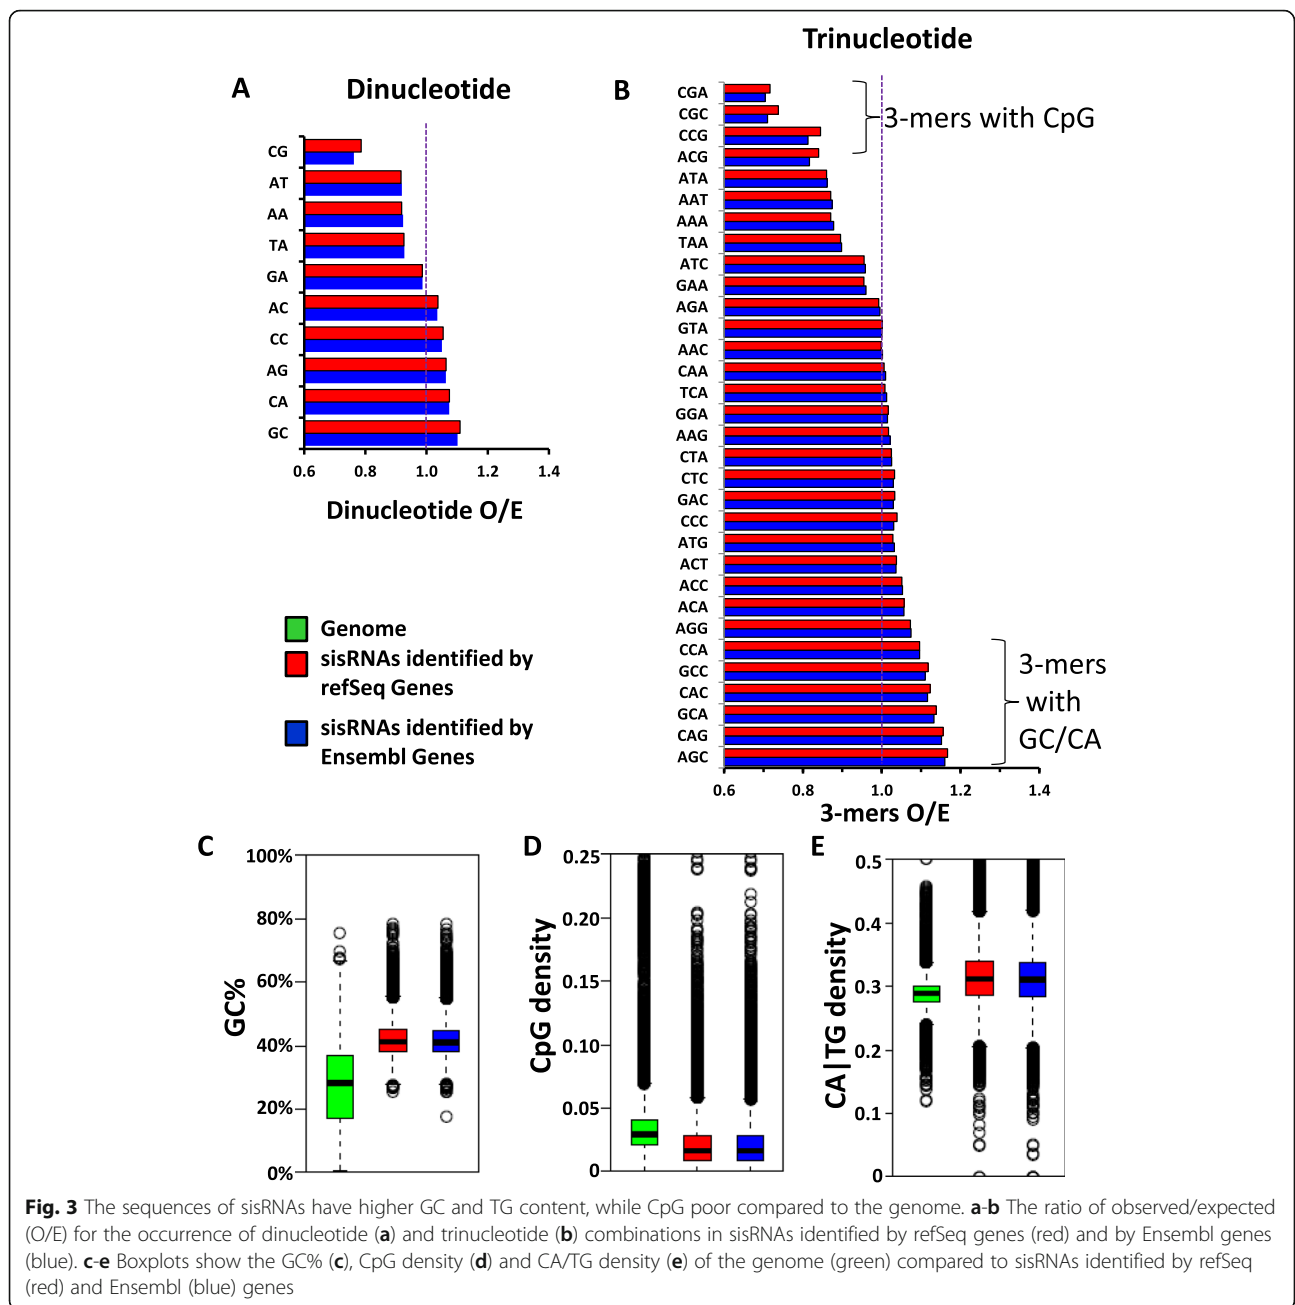 A
Dinucleotide
CG
AT
AA
TA
GA
AC
CC
AG
CA
GC
0.6 0.8 1.0 1.2 1.4
Dinucleotide O/E
B
Trinucleotide
CGA
CGC
CCG
ACG
ATA
AAT
AAA
TAA
ATC
GAA
AGA
GTA
AAC
CAA
TCA
GGA
AAG
CTA
CTC
GAC
CCC
ATG
ACT
ACC
ACA
AGG
CCA
GCC
CAC
GCA
CAG
AGC
3-mers with CpG
3-mers
with
GC/CA
0.6 0.8 1.0 1.2 1.4
3-mers O/E
Genome
sisRNAs identified by
refSeq Genes
sisRNAs identified by
Ensembl Genes
C
GC%
100%
80%
60%
40%
20%
0%
D
CpG density
0.25
0.20
0.15
0.10
0.05
0
E
CA|TG density
0.5
0.4
0.3
0.2
0.1
0
Fig. 3 The sequences of sisRNAs have higher GC and TG content, while CpG poor compared to the genome. a-b The ratio of observed/expected
(O/E) for the occurrence of dinucleotide (a) and trinucleotide (b) combinations in sisRNAs identified by refSeq genes (red) and by Ensembl genes
(blue). c-e Boxplots show the GC% (c), CpG density (d) and CA/TG density (e) of the genome (green) compared to sisRNAs identified by refSeq
(red) and Ensembl (blue) genes